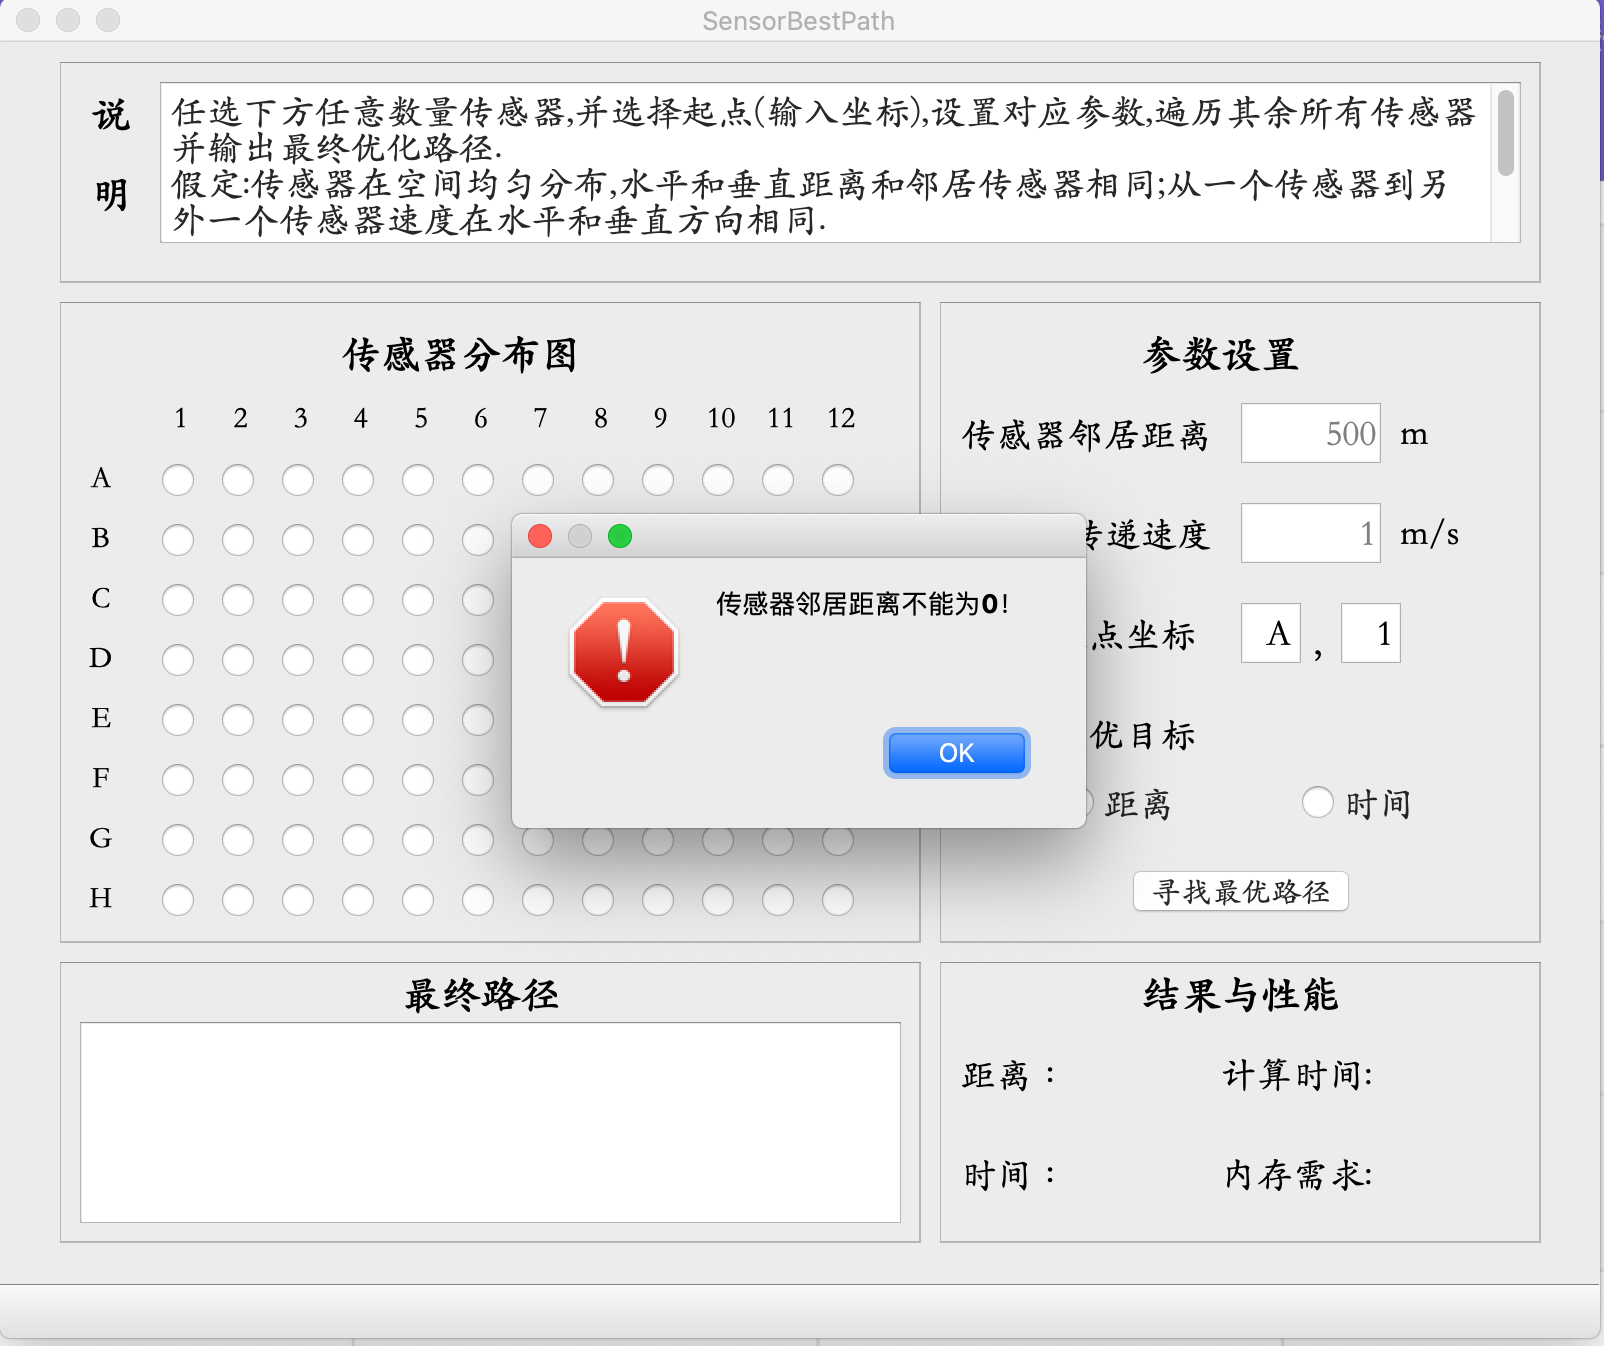 SensorBestPath
说
明
任选下方任意数量传感器,并选择起点(输入坐标),设置对应参数,遍历其余所有传感器
并输出最终优化路径.
假定:传感器在空间均匀分布,水平和垂直距离和邻居传感器相同;从一个传感器到另
外一个传感器速度在水平和垂直方向相同.
传感器分布图
1 2 3 4 5 6 7 8 9 10 11 12
A
B
C
D
E
F
G
H
参数设置
传感器邻居距离 500 m
传递速度 1 m/s
点坐标 A , 1
优目标
距离 时间
寻找最优路径
传感器邻居距离不能为0!
OK
最终路径
结果与性能
距离 : 计算时间:
时间 : 内存需求: